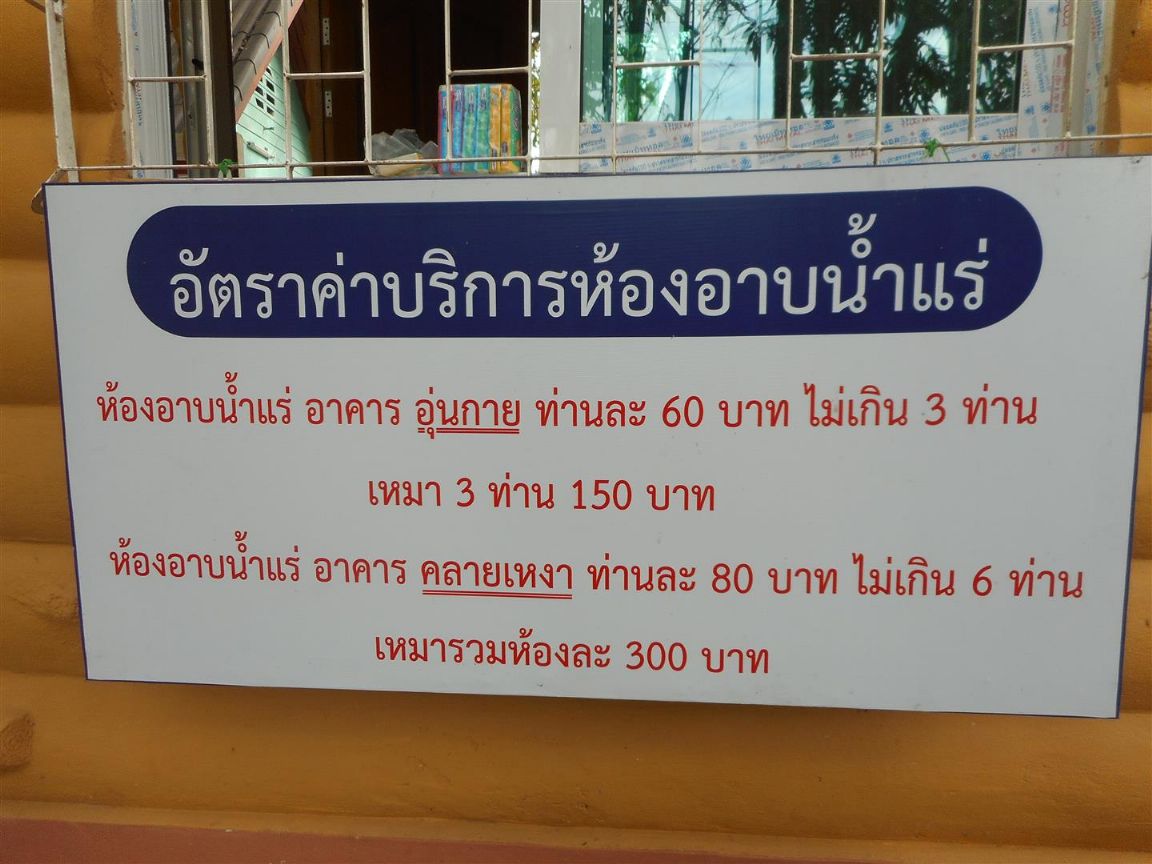 อัตราค่าบริการห้องอาบน้ำแร่
ห้องอาบน้ำแร่ อาคาร อุ่นกาย ท่านละ 60 บาท ไม่เกิน 3 ท่าน
เหมา 3 ท่าน 150 บาท
ห้องอาบน้ำแร่ อาคาร คลายเหงา ท่านละ 80 บาท ไม่เกิน 6 ท่าน
เหมารวมห้องละ 300 บาท